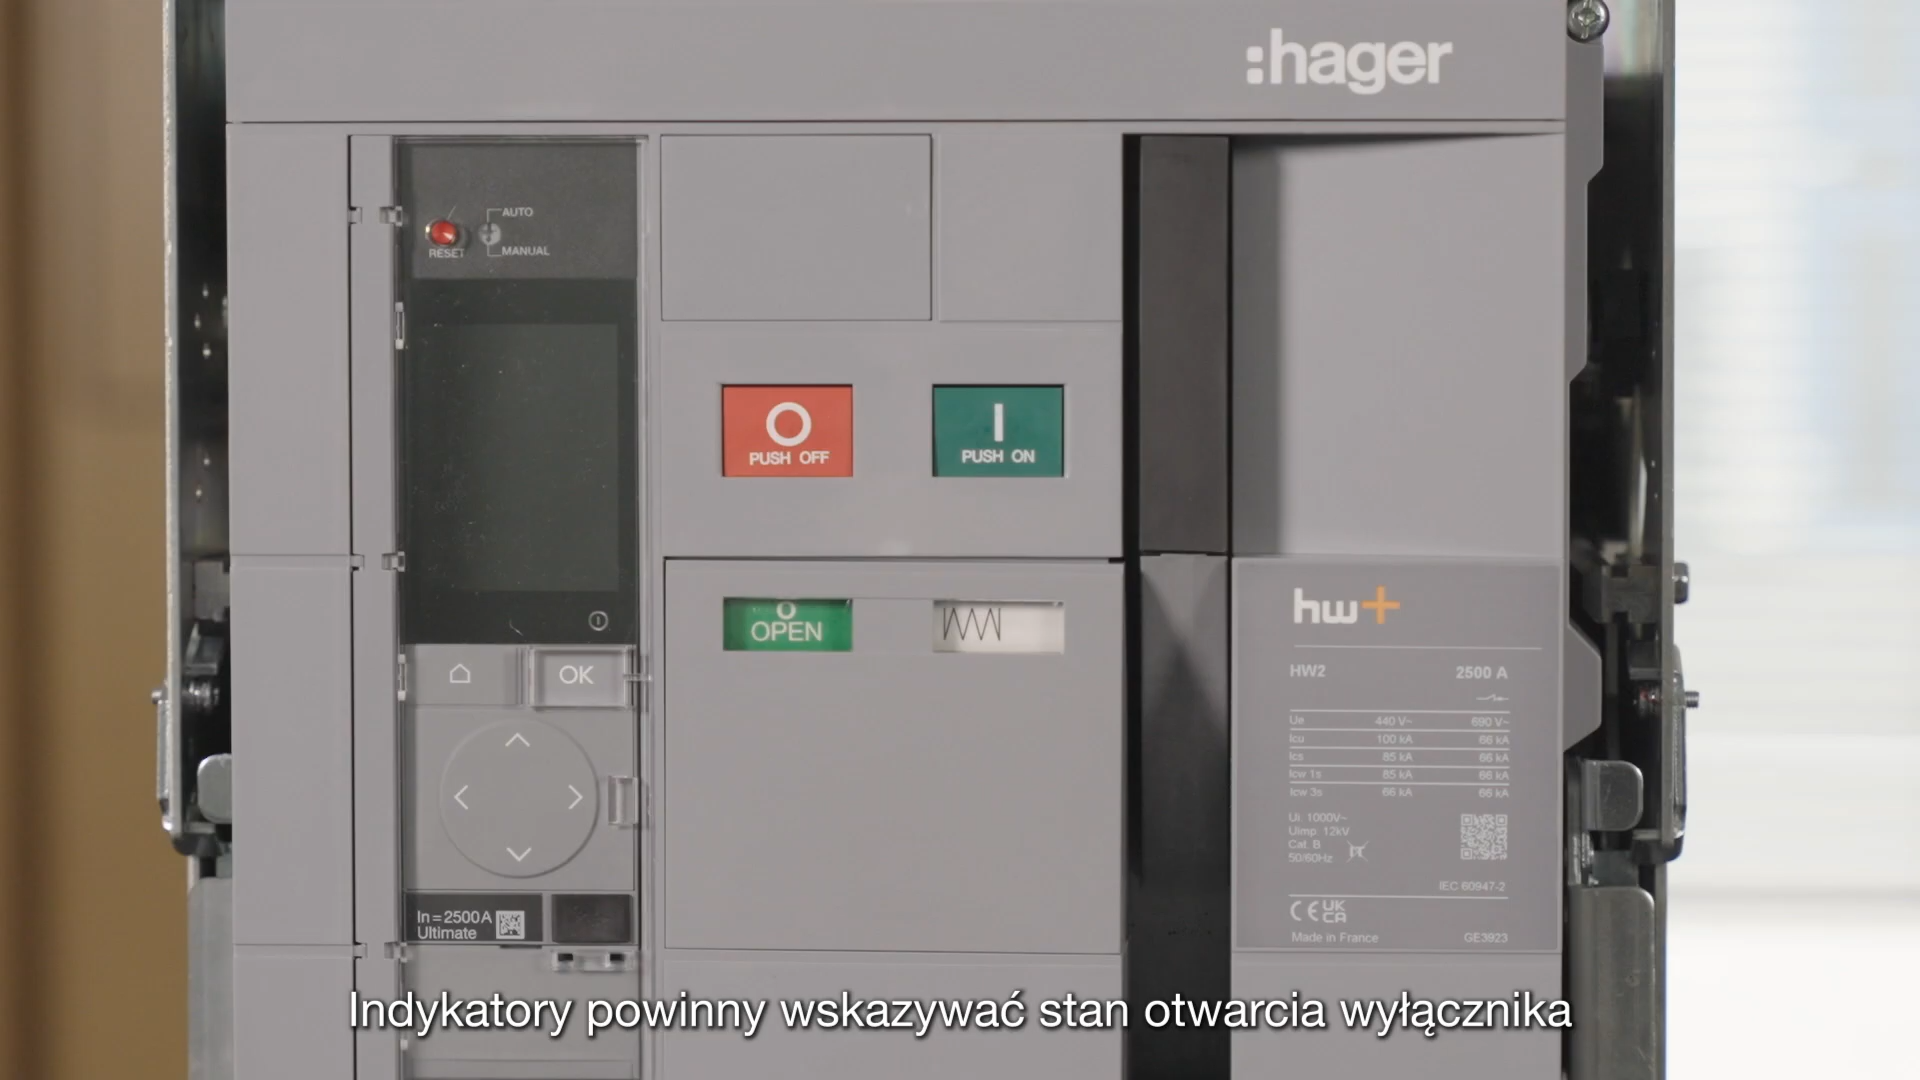 :hager
AUTO
RESET
MANUAL
O
PUSH OFF
I
PUSH ON
O
OPEN
OK
hw+
HW2 2500 A
Ue 440 V~ 690 V~
Icu 100 kA 66 kA
Ics 85 kA 66 kA
Icw 1s 85 kA 66 kA
Icw 3s 66 kA 66 kA
Ui: 1000V~
Uimp: 12kV
Cat. B
50/60Hz
IEC 60947-2
CE UK
CA
Made in France GE3923
In=2500A
Ultimate
Indykatory powinny wskazywać stan otwarcia wyłącznika